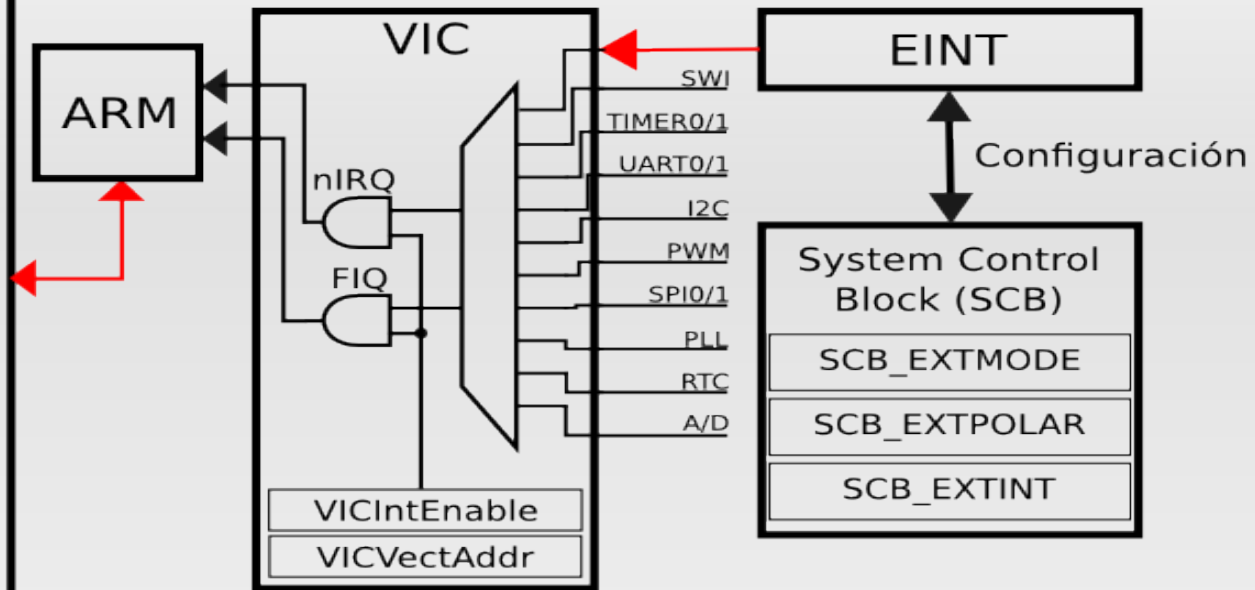 VIC
EINT
ARM
SWI
TIMER0/1
UART0/1
I2C
PWM
SPI0/1
PLL
RTC
A/D
nIRQ
FIQ
VICIntEnable
VICVectAddr
Configuración
System Control
Block (SCB)
SCB_EXTMODE
SCB_EXTPOLAR
SCB_EXTINT